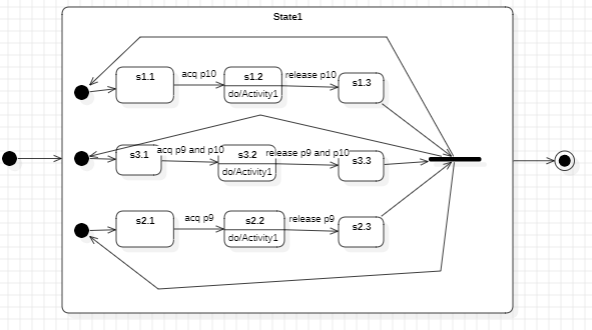 State1
s1.1
acq p10
s1.2
do/Activity1
release p10
s1.3
s3.1
acq p9 and p10
s3.2
do/Activity1
release p9 and p10
s3.3
s2.1
acq p9
s2.2
do/Activity1
release p9
s2.3